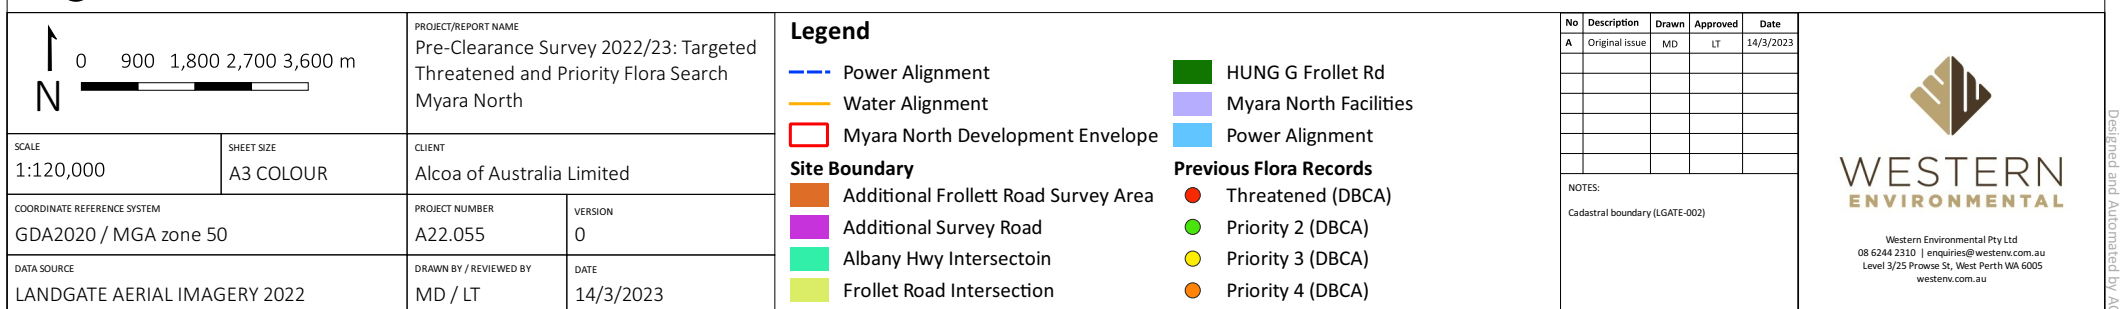 0 900 1,800 2,700 3,600 m
N
PROJECT/REPORT NAME
Pre-Clearance Survey 2022/23: Targeted
Threatened and Priority Flora Search
Myara North
SCALE
1:120,000
SHEET SIZE
A3 COLOUR
CLIENT
Alcoa of Australia Limited
COORDINATE REFERENCE SYSTEM
GDA2020 / MGA zone 50
PROJECT NUMBER
A22.055
VERSION
0
DATA SOURCE
LANDGATE AERIAL IMAGERY 2022
DRAWN BY / REVIEWED BY
MD / LT
DATE
14/3/2023
Legend
Power Alignment
Water Alignment
Myara North Development Envelope
Site Boundary
Additional Frollett Road Survey Area
Additional Survey Road
Albany Hwy Intersectoin
Frollet Road Intersection
HUNG G Frollet Rd
Myara North Facilities
Power Alignment
Previous Flora Records
Threatened (DBCA)
Priority 2 (DBCA)
Priority 3 (DBCA)
Priority 4 (DBCA)
No Description Drawn Approved Date
A Original issue MD LT 14/3/2023
NOTES:
Cadastral boundary (LGATE-002)
WESTERN
ENVIRONMENTAL
Western Environmental Pty Ltd
08 6244 2310 | enquiries@westenv.com.au
Level 3/25 Prowse St, West Perth WA 6005
westenv.com.au
Designed and Automated by